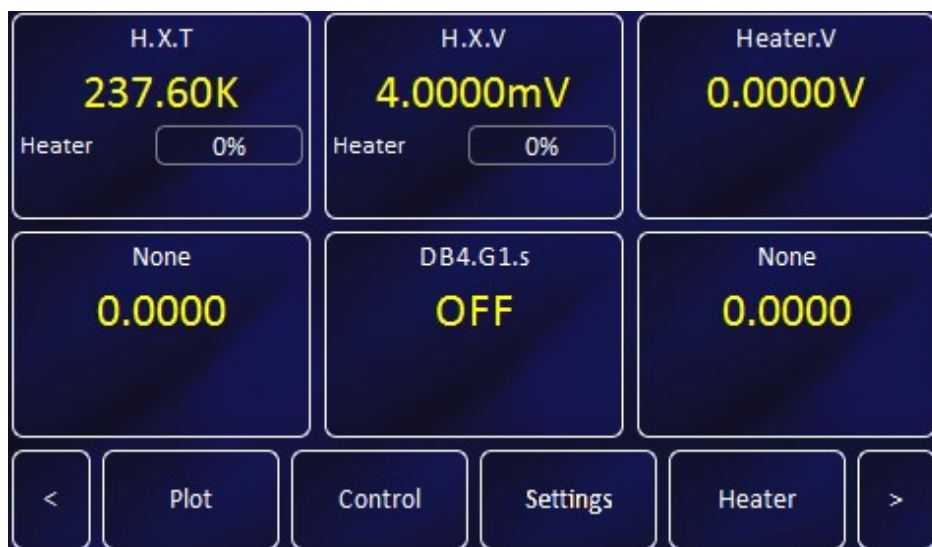 H.X.T
237.60K
Heater 0%
H.X.V
4.0000mV
Heater 0%
Heater.V
0.0000V
None
0.0000
DB4.G1.s
OFF
None
0.0000
< Plot Control Settings Heater >